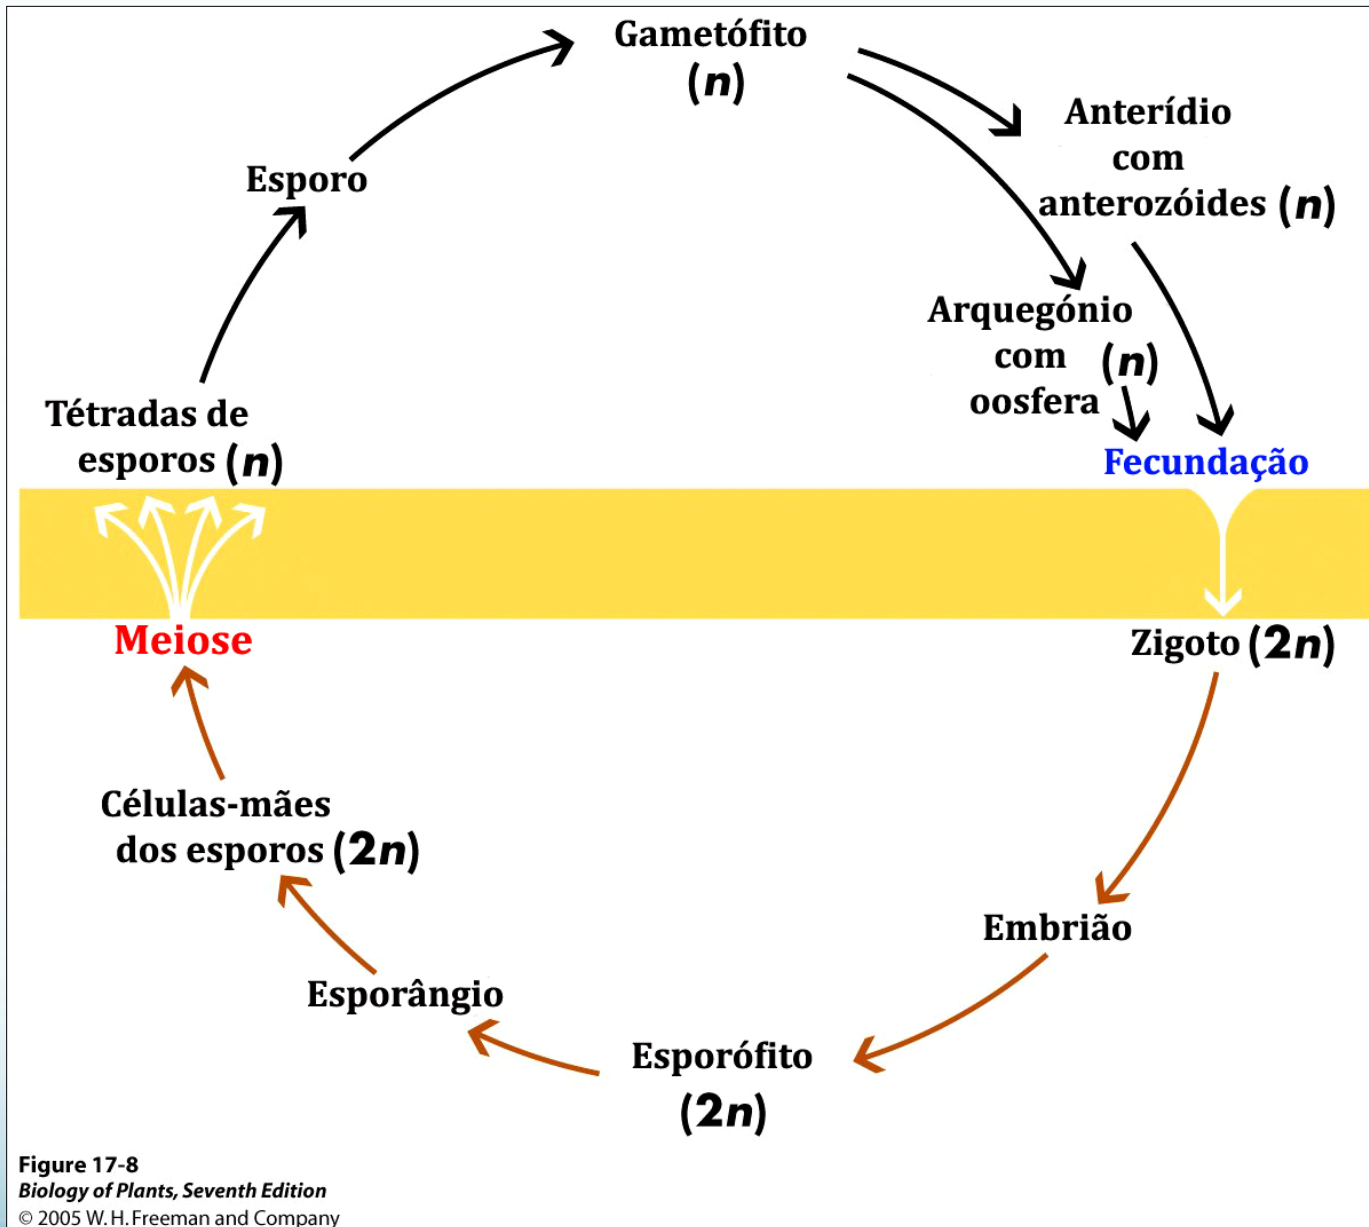 Gametófito
(n)
Anterídio
com
anterozóides (n)
Esporo
Arquegónio
com (n)
oosfera
Tétradas de
esporos (n)
Fecundação
Meiose
Zigoto (2n)
Células-mães
dos esporos (2n)
Embrião
Esporângio
Esporófito
(2n)
Figure 17-8
Biology of Plants, Seventh Edition
© 2005 W. H. Freeman and Company